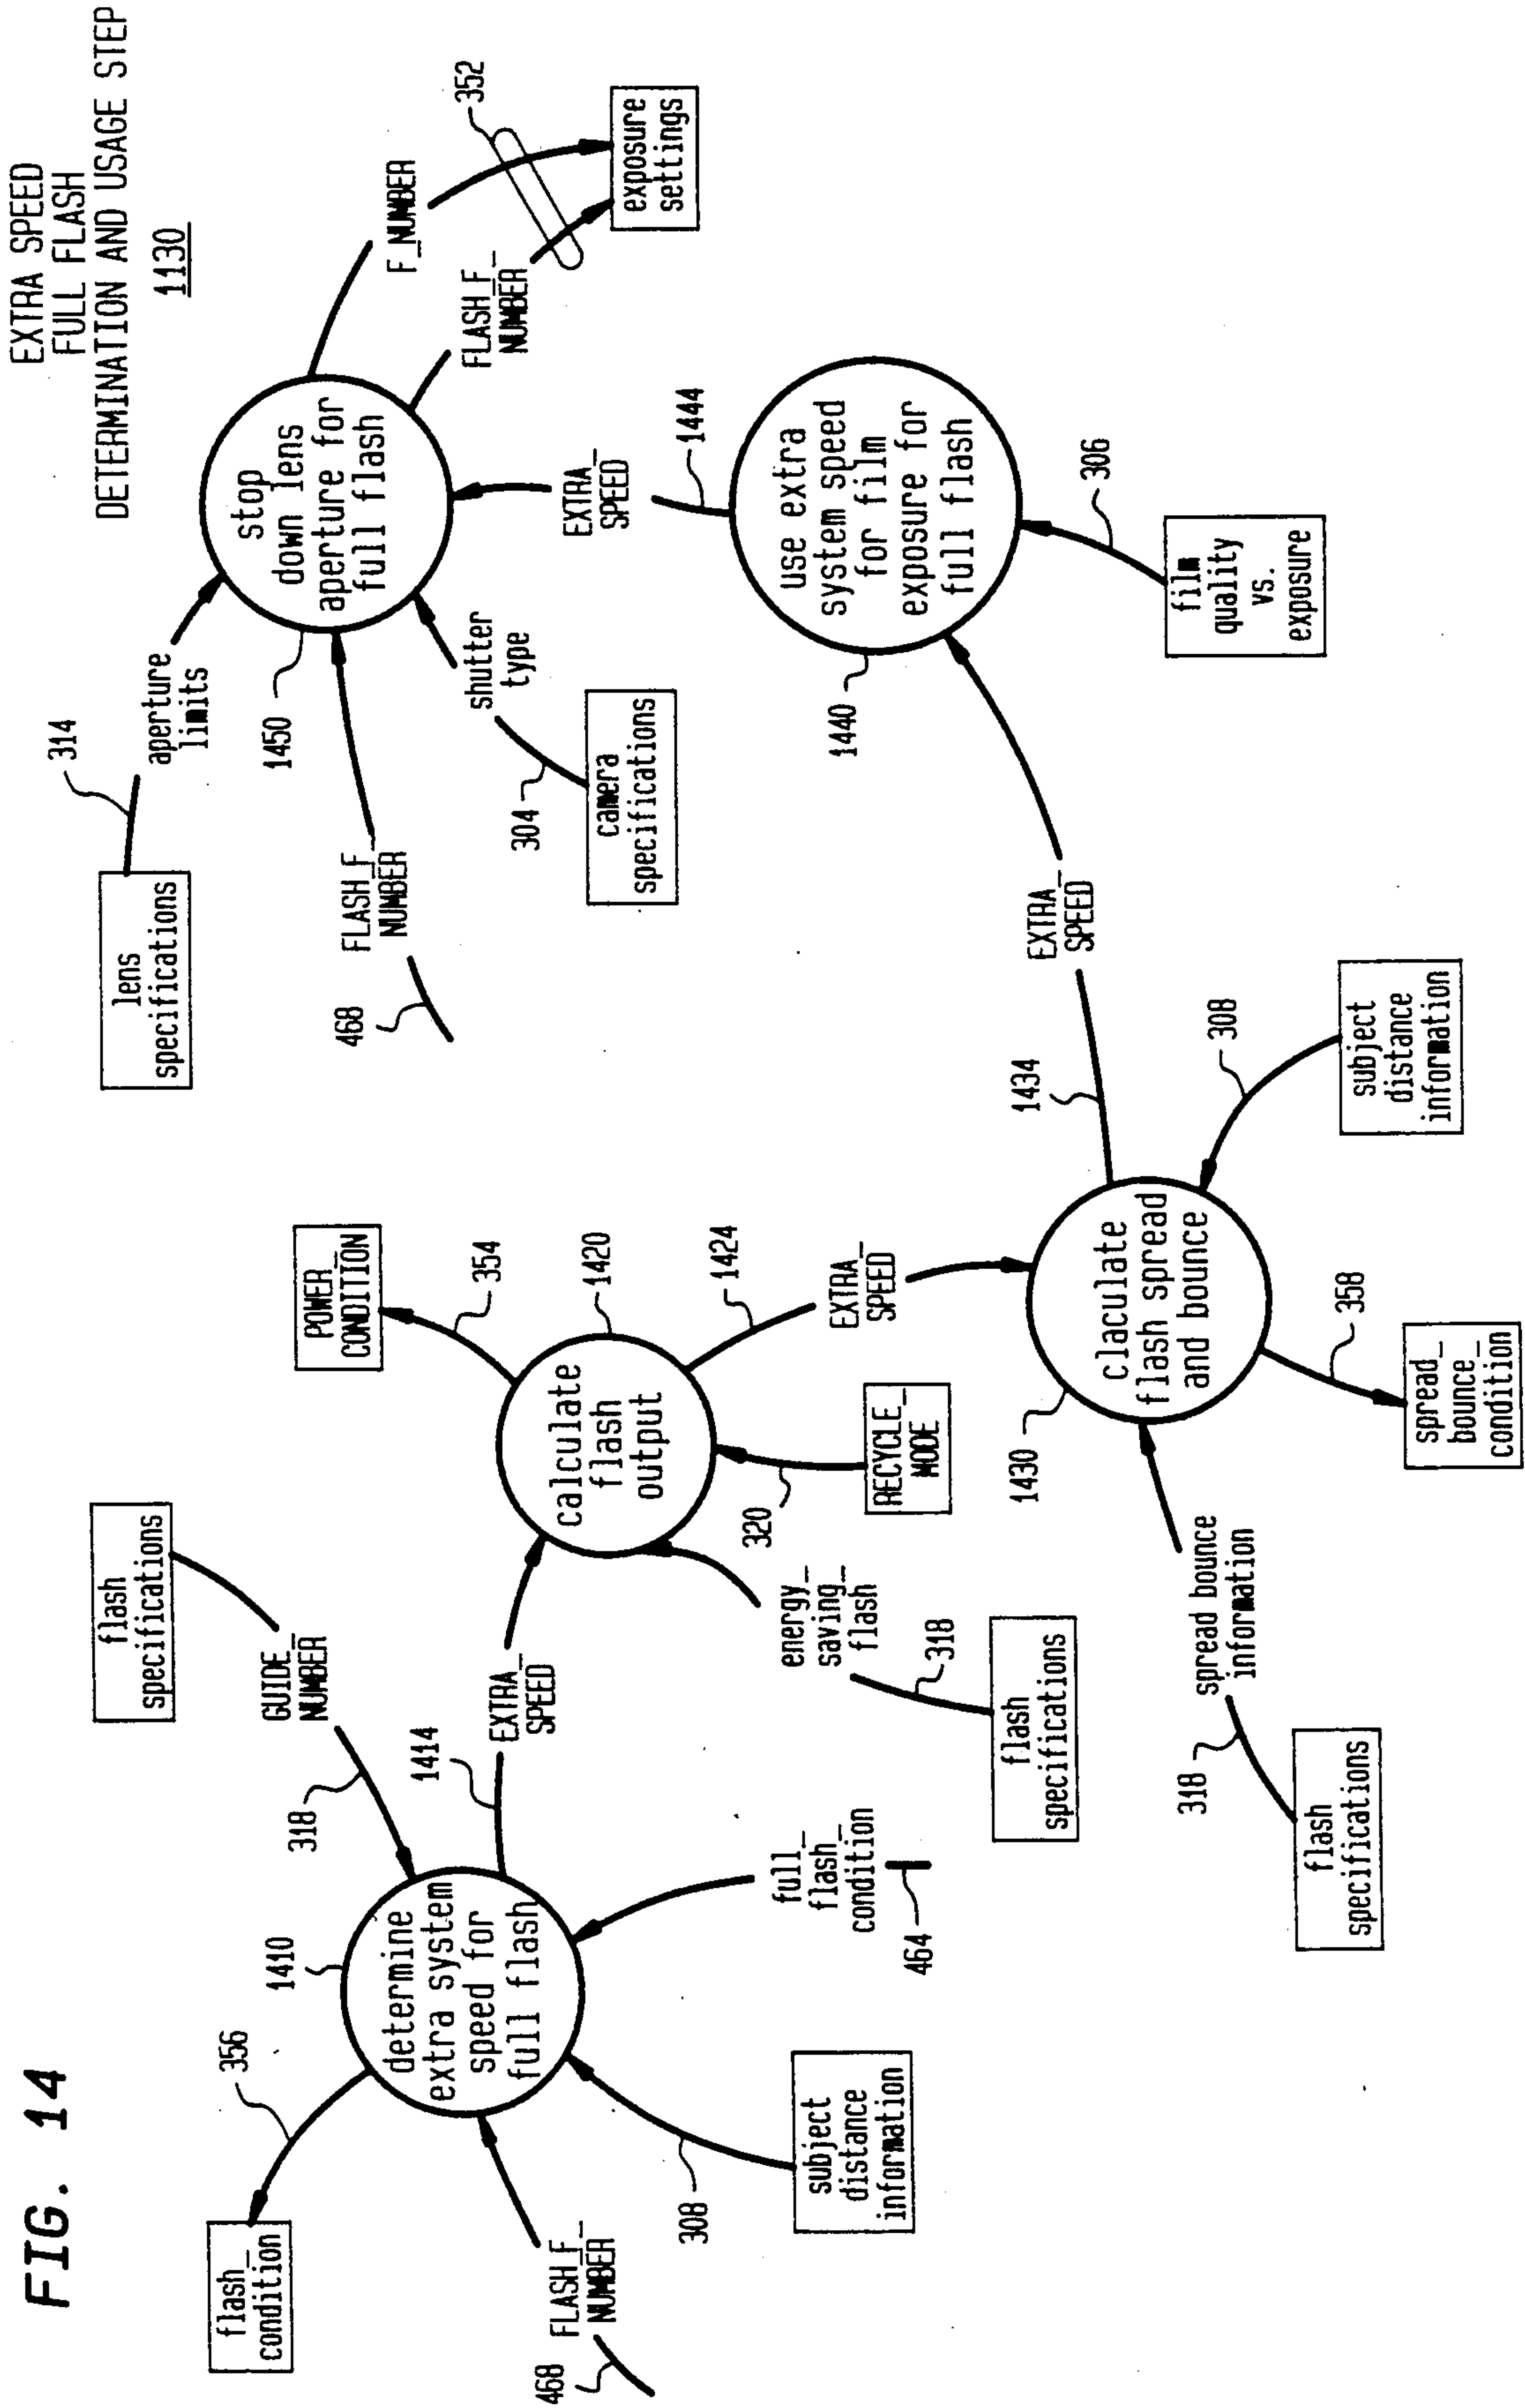 FIG. 14
EXTRA SPEED
FULL FLASH
DETERMINATION AND USAGE STEP
1130
flash_
condition
356
1410
determine
extra system
speed for
full flash
FLASH_F_
NUMBER
468
308
subject
distance
information
full_
flash_
condition
464
318
GUIDE_
NUMBER
flash
specifications
1414
EXTRA_
SPEED
POWER_
CONDITION
354
1420
calculate
flash
output
1424
EXTRA_
SPEED
320
RECYCLE_
MODE
energy_
saving_
flash
318
flash
specifications
1430
claculate
flash spread
and bounce
spread bounce
information
318
flash
specifications
358
spread_
bounce_
condition
308
subject
distance
information
1434
EXTRA_
SPEED
1440
use extra
system speed
for film
exposure for
full flash
306
film
quality
vs.
exposure
1444
EXTRA_
SPEED
lens
specifications
314
aperture
limits
1450
stop
down lens
aperture for
full flash
FLASH_F_
NUMBER
468
shutter
type
304
camera
specifications
F_NUMBER
FLASH_F_
NUMBER
352
exposure
settings